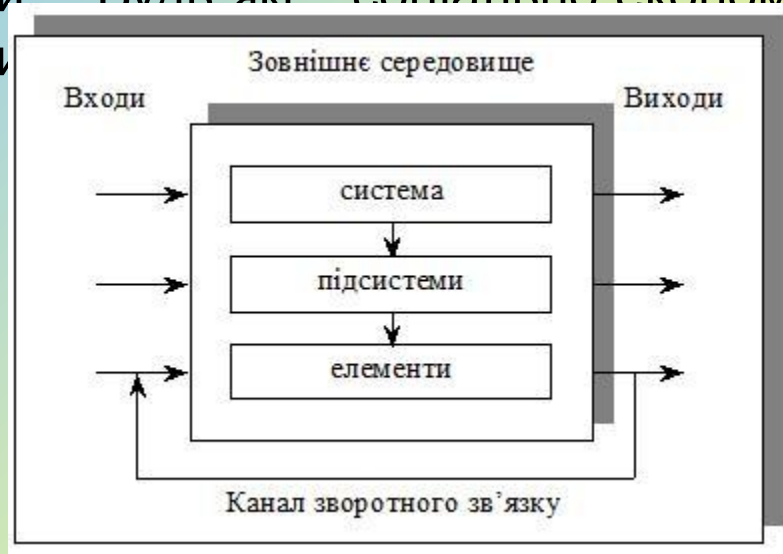 Зовнішнє середовище
Входи
Виходи
система
підсистеми
елементи
Канал зворотного зв’язку